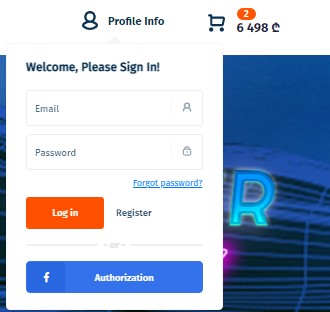 Profile Info
2
6 498 ₾
Welcome, Please Sign In!
Email
Password
Forgot password?
Log in
Register
or
f
Authorization
R